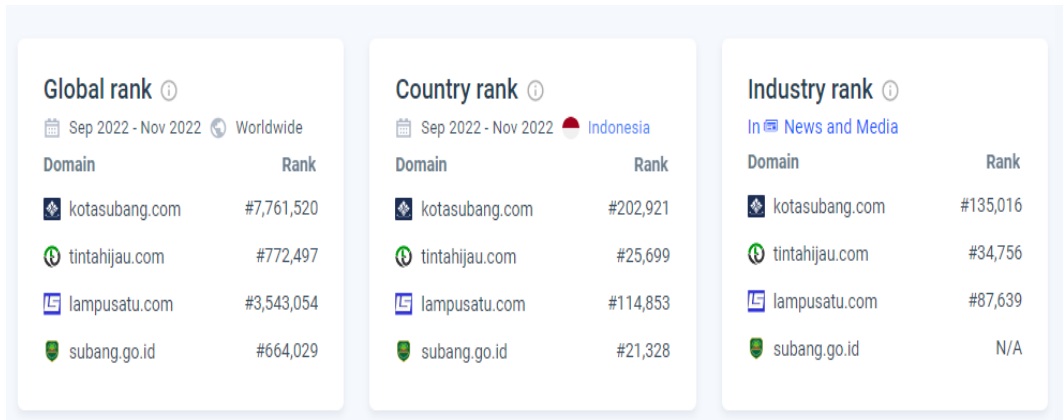 Global rank
Sep 2022 - Nov 2022 Worldwide
Domain Rank
kotasubang.com #7,761,520
tintahijau.com #772,497
lampusatu.com #3,543,054
subang.go.id #664,029
Country rank
Sep 2022 - Nov 2022 Indonesia
Domain Rank
kotasubang.com #202,921
tintahijau.com #25,699
lampusatu.com #114,853
subang.go.id #21,328
Industry rank
In News and Media
Domain Rank
kotasubang.com #135,016
tintahijau.com #34,756
lampusatu.com #87,639
subang.go.id N/A